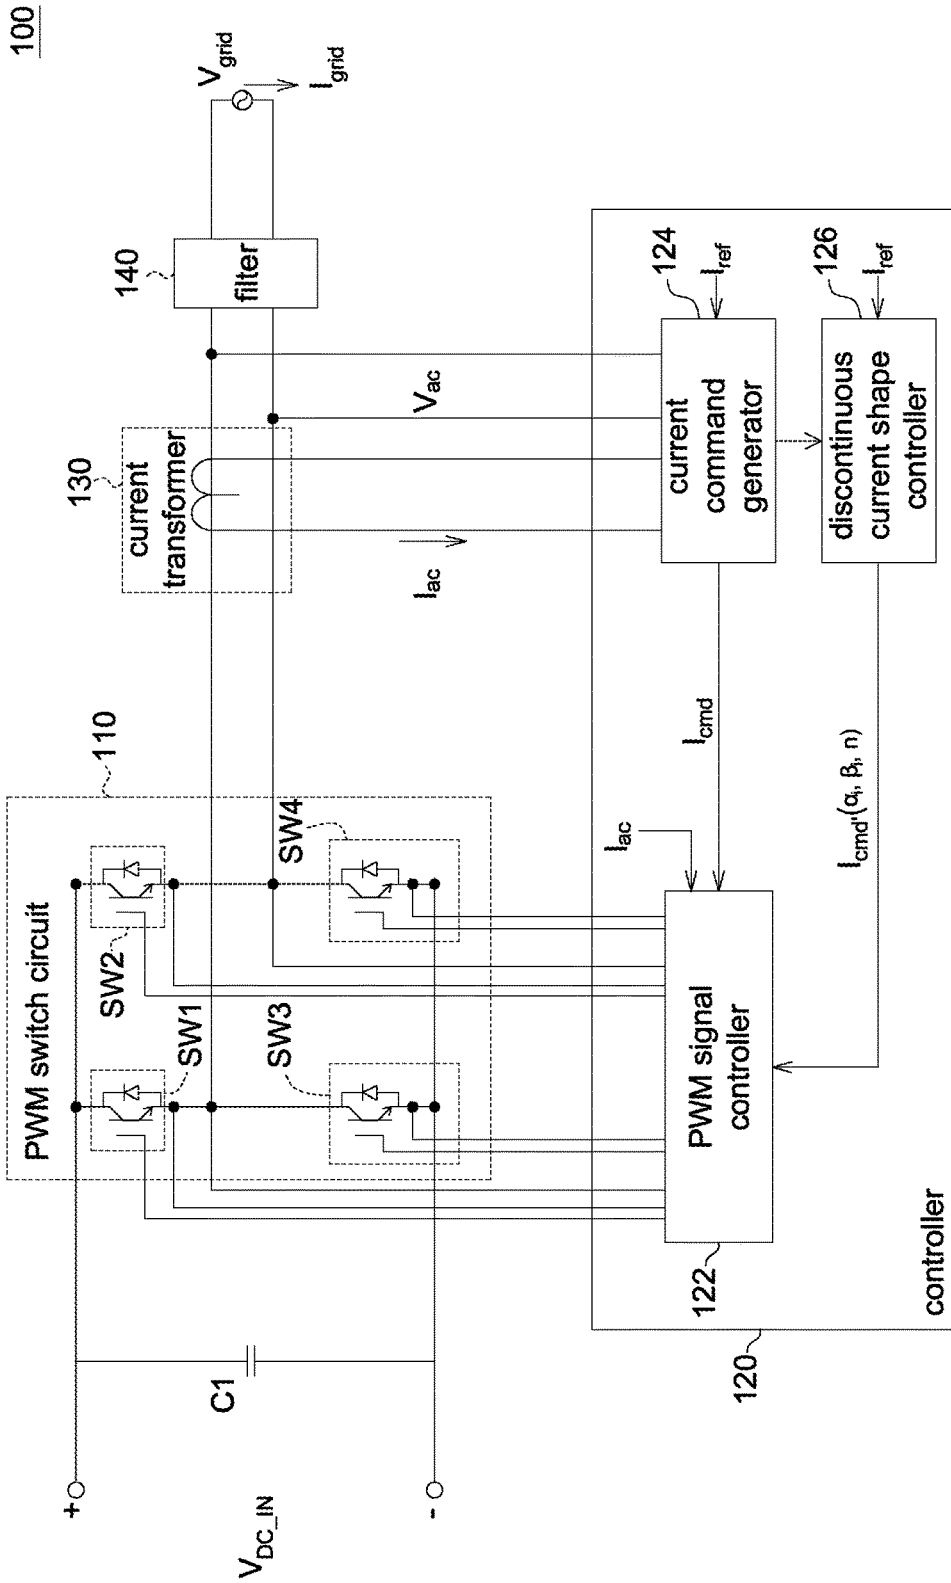 100
PWM switch circuit
110
SW1
SW2
SW3
SW4
+
-
V_DC_IN
C1
130
current
transformer
140
filter
V_grid
I_grid
I_ac
V_ac
124
current
command
generator
I_ref
126
discontinuous
current shape
controller
I_ref
I_cmd
I_cmd'(α_i, β_i, n)
I_ac
PWM signal
controller
122
120
controller